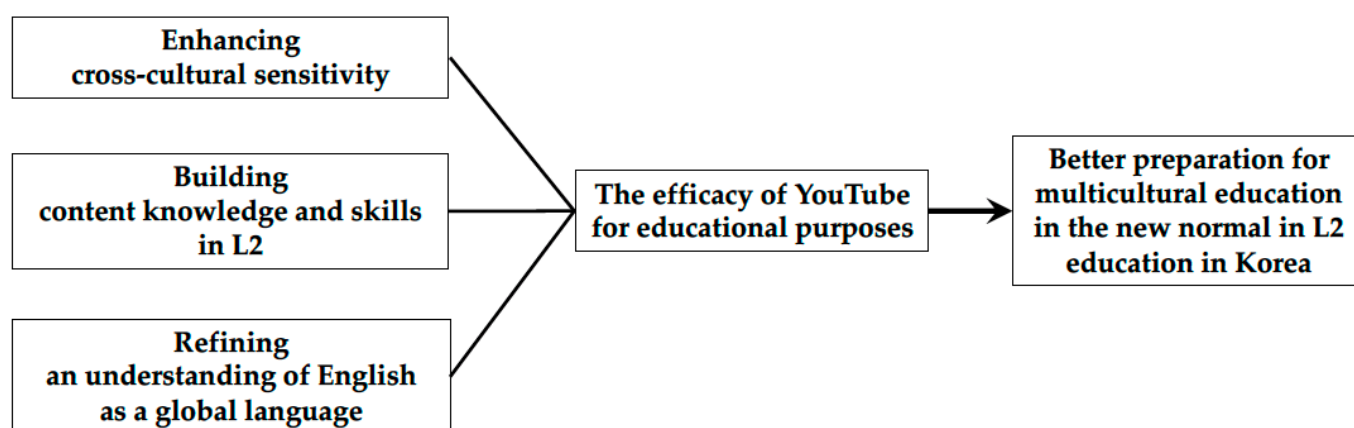 Enhancing
cross-cultural sensitivity
Building
content knowledge and skills
in L2
Refining
an understanding of English
as a global language
The efficacy of YouTube
for educational purposes
Better preparation for
multicultural education
in the new normal in L2
education in Korea